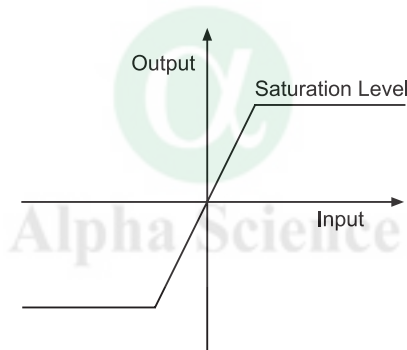 Output
Saturation Level
Input
Alpha Science